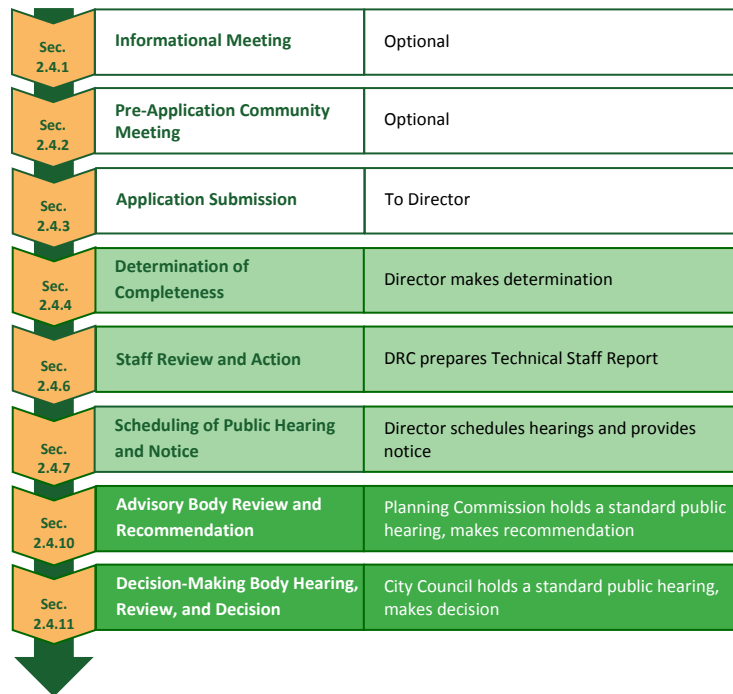 Sec.
2.4.1
Informational Meeting
Optional
Sec.
2.4.2
Pre-Application Community
Meeting
Optional
Sec.
2.4.3
Application Submission
To Director
Sec.
2.4.4
Determination of
Completeness
Director makes determination
Sec.
2.4.6
Staff Review and Action
DRC prepares Technical Staff Report
Sec.
2.4.7
Scheduling of Public Hearing
and Notice
Director schedules hearings and provides
notice
Sec.
2.4.10
Advisory Body Review and
Recommendation
Planning Commission holds a standard public
hearing, makes recommendation
Sec.
2.4.11
Decision-Making Body Hearing,
Review, and Decision
City Council holds a standard public hearing,
makes decision